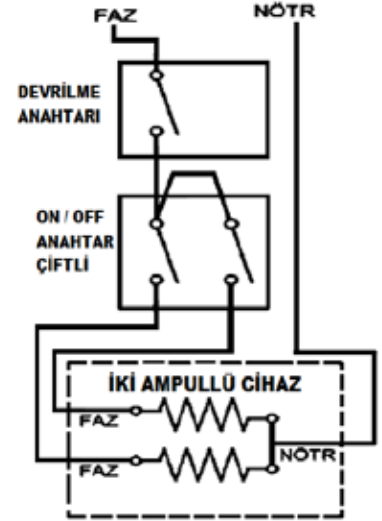 FAZ
NÖTR
DEVRİLME
ANAHTARI
ON / OFF
ANAHTAR
ÇİFTLİ
İKİ AMPULLÜ CİHAZ
FAZ
NÖTR
FAZ